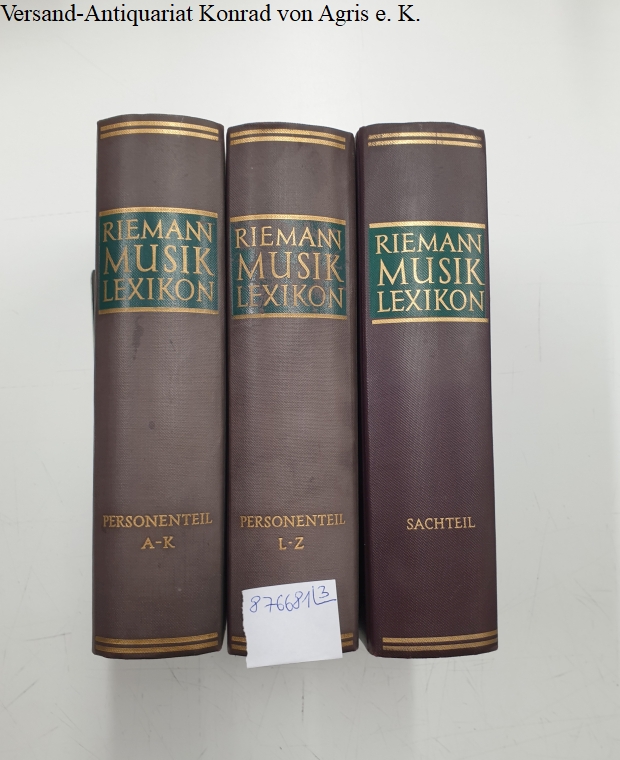 Versand-Antiquariat Konrad von Agris e. K.
RIEMANN
MUSIK
LEXIKON
PERSONENTEIL
A-K
RIEMANN
MUSIK
LEXIKON
PERSONENTEIL
L-Z
876681/3
RIEMANN
MUSIK
LEXIKON
SACHTEIL